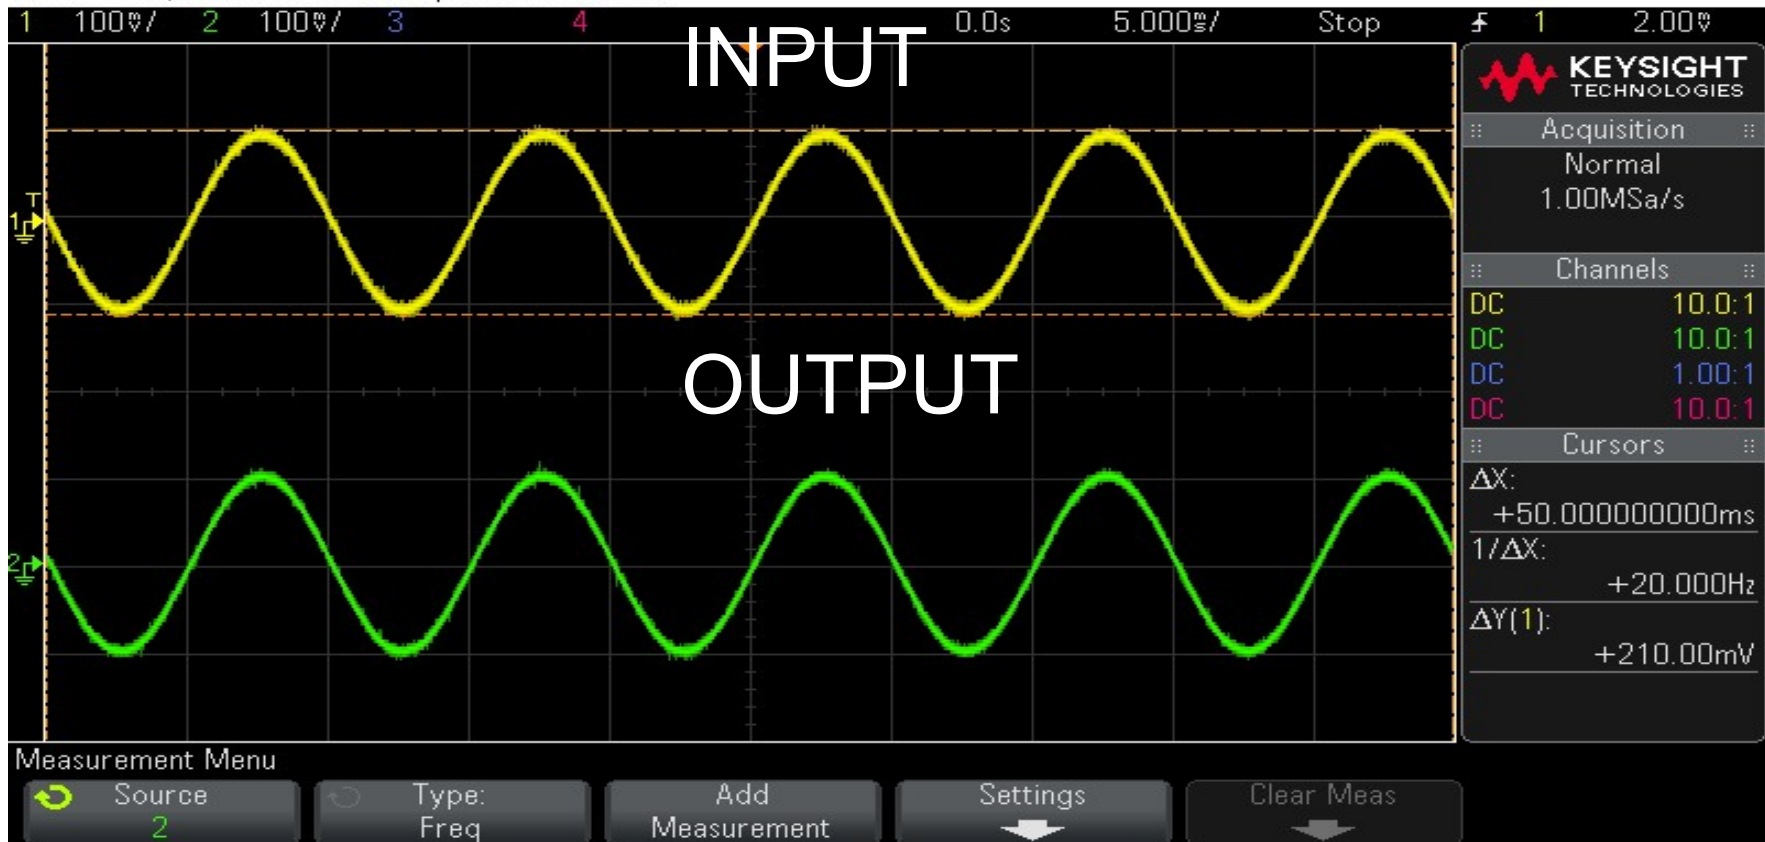 1 100mV/ 2 100mV/ 3 4 0.0s 5.000ms/ Stop 1 2.00mV
INPUT
KEYSIGHT
TECHNOLOGIES
Acquisition
Normal
1.00MSa/s
T
1
Channels
DC 10.0:1
DC 10.0:1
DC 1.00:1
DC 10.0:1
OUTPUT
Cursors
ΔX:
+50.000000000ms
1/ΔX:
+20.000Hz
ΔY(1):
+210.00mV
2
Measurement Menu
Source
2
Type:
Freq
Add
Measurement
Settings
Clear Meas